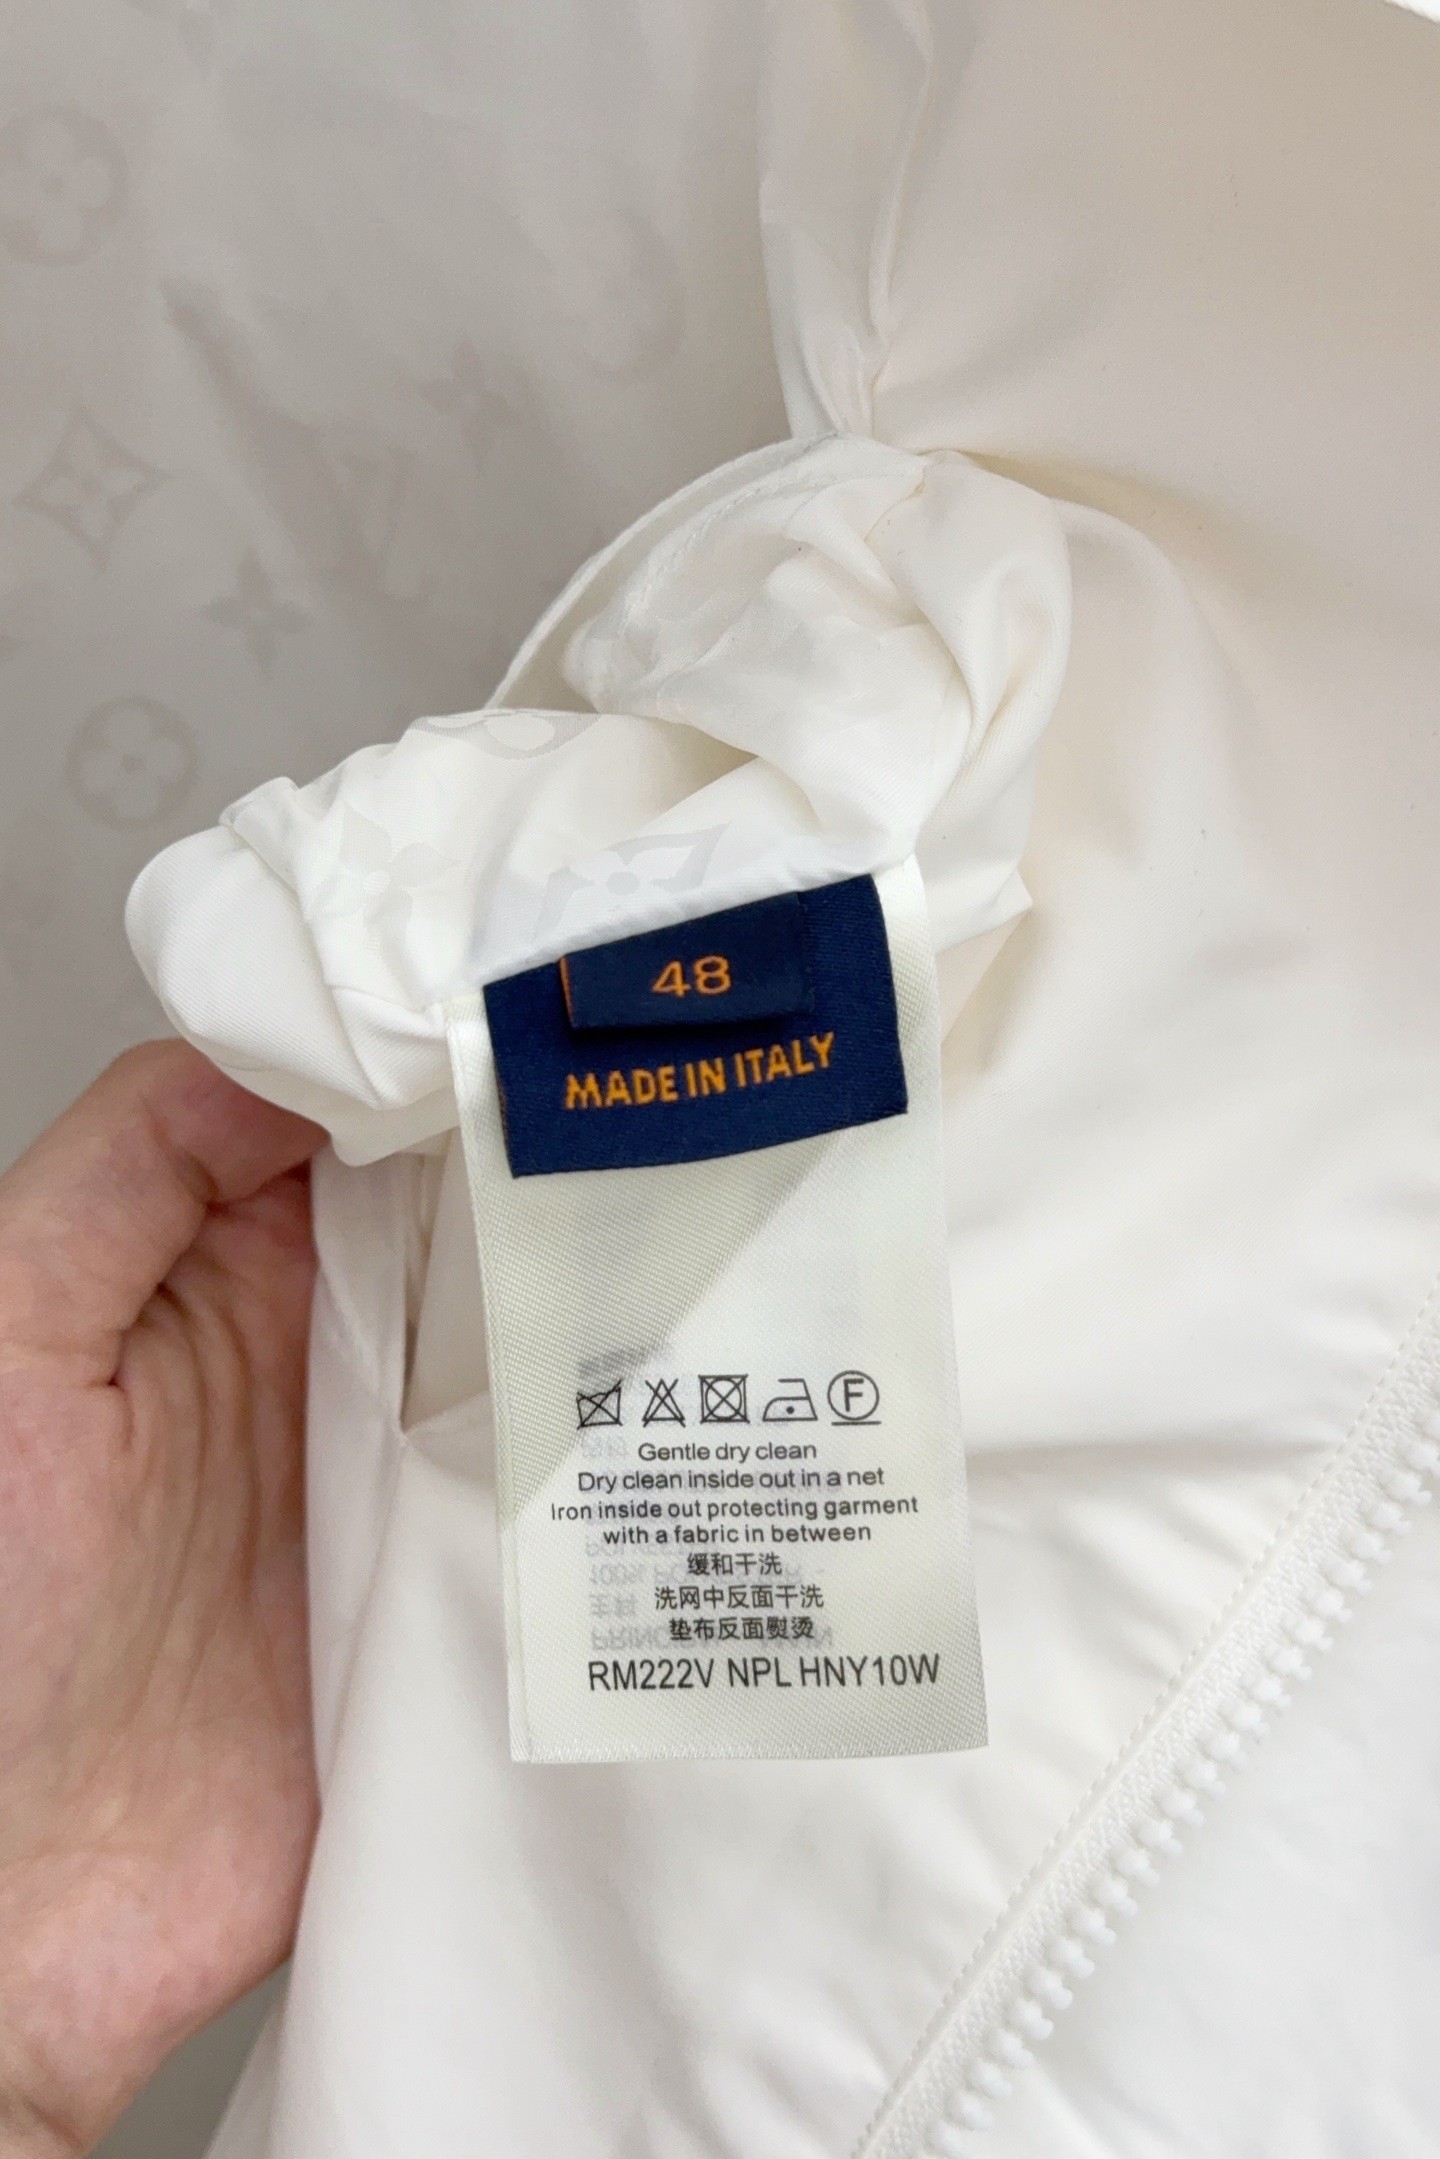 48
MADE IN ITALY
F
Gentle dry clean
Dry clean inside out in a net
Iron inside out protecting garment
with a fabric in between
缓和干洗
洗网中反面干洗
垫布反面熨烫
RM222V NPL HNY10W